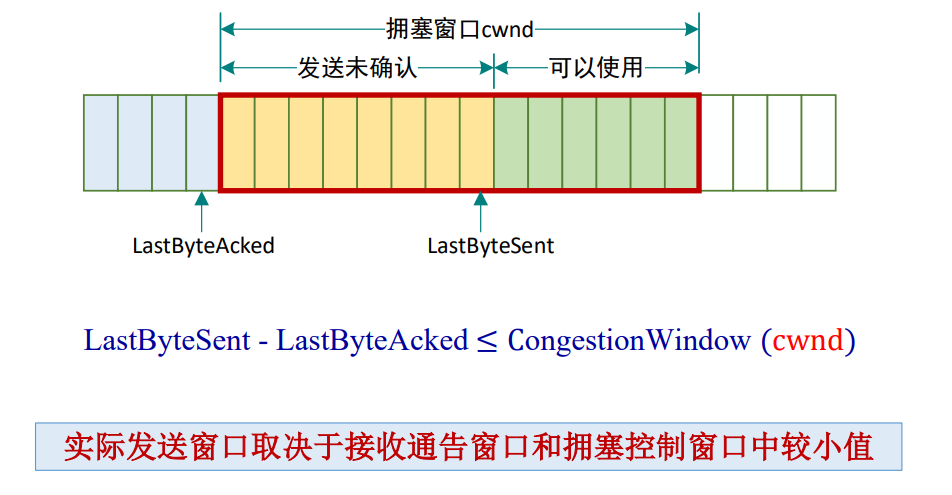 拥塞窗口cwnd
发送未确认
可以使用
LastByteAcked
LastByteSent
LastByteSent - LastByteAcked ≤ CongestionWindow (cwnd)
实际发送窗口取决于接收通告窗口和拥塞控制窗口中较小值